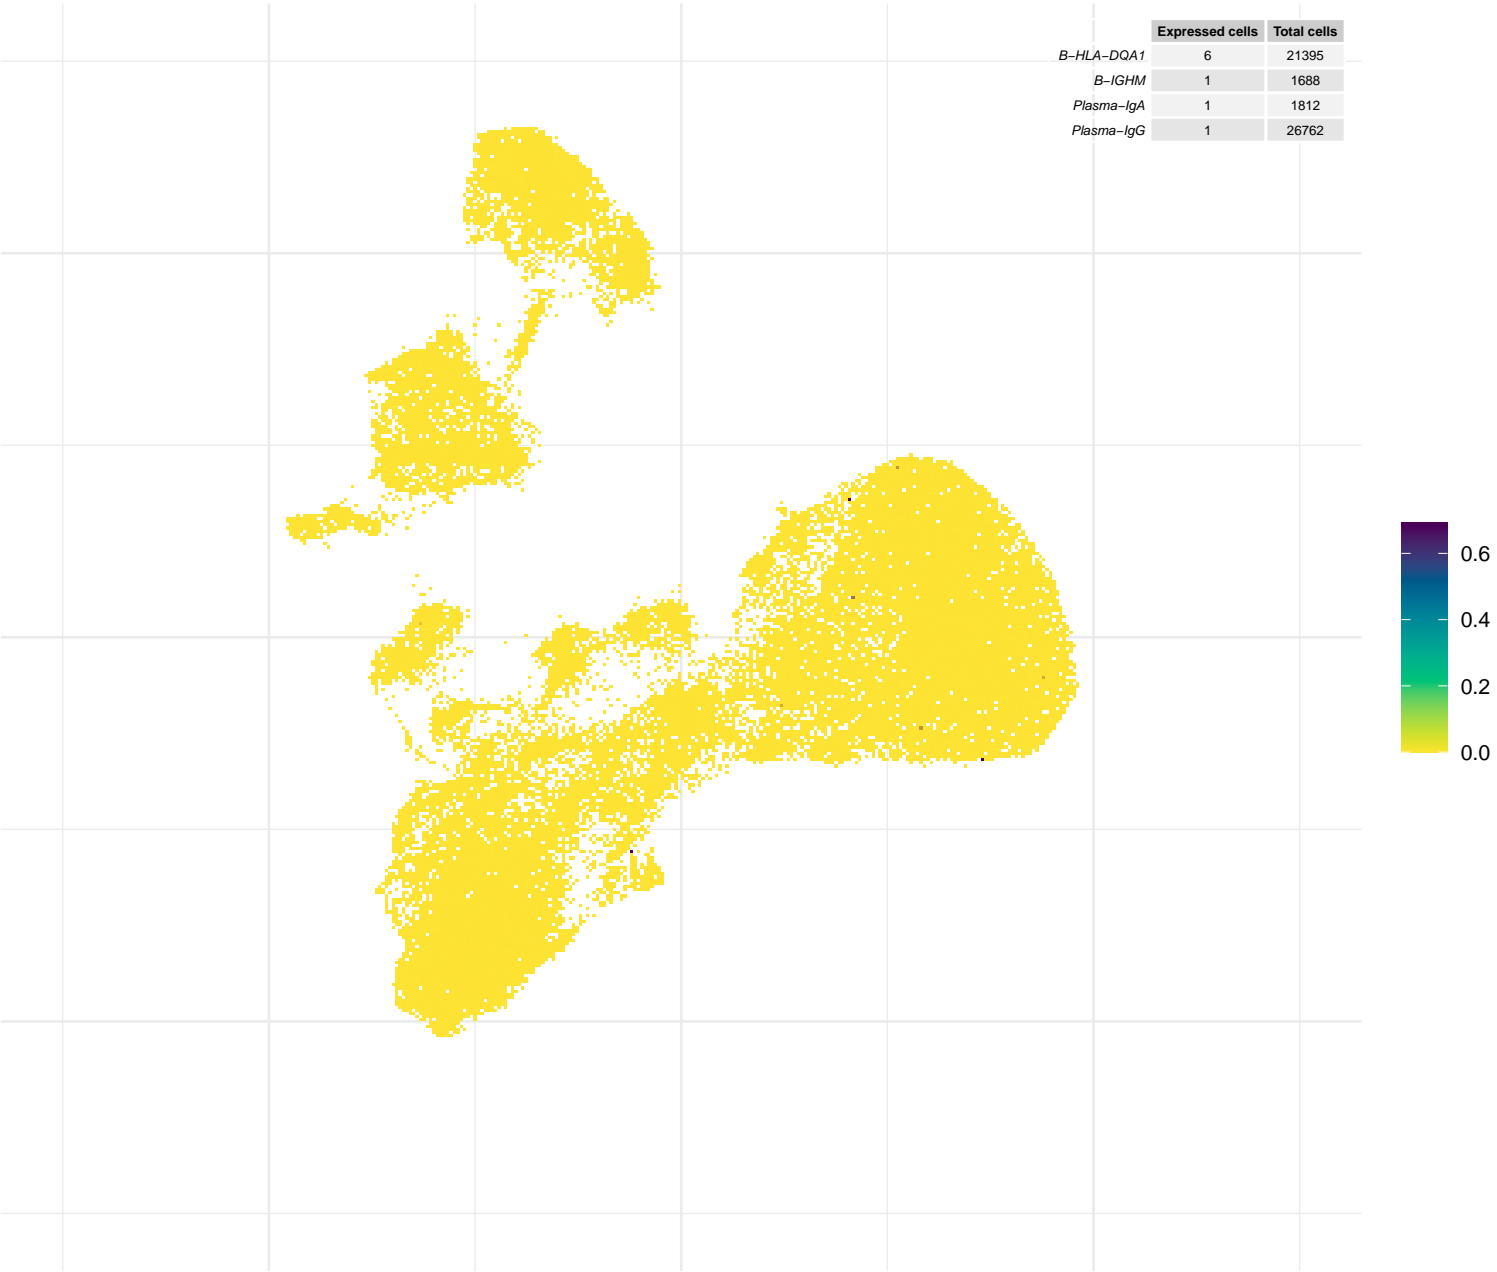 Expressed cells Total cells
B−HLA−DQA1 6 21395
B−IGHM 1 1688
Plasma−IgA 1 1812
Plasma−IgG 1 26762
0.6
0.4
0.2
0.0